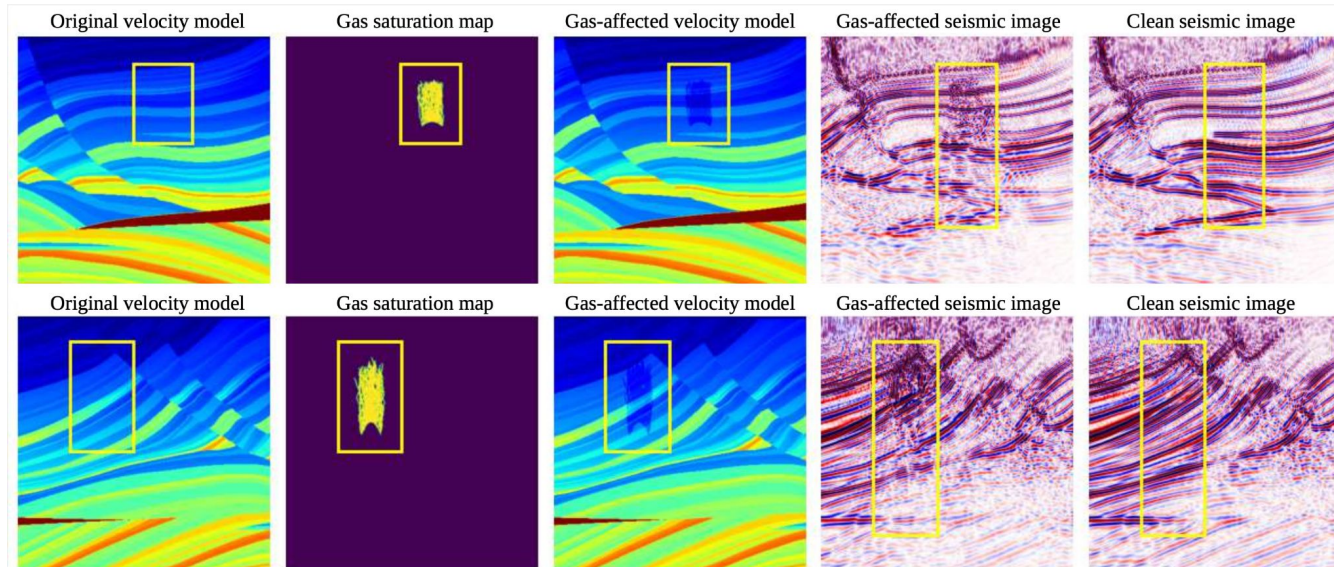 Original velocity model
Gas saturation map
Gas-affected velocity model
Gas-affected seismic image
Clean seismic image
Original velocity model
Gas saturation map
Gas-affected velocity model
Gas-affected seismic image
Clean seismic image